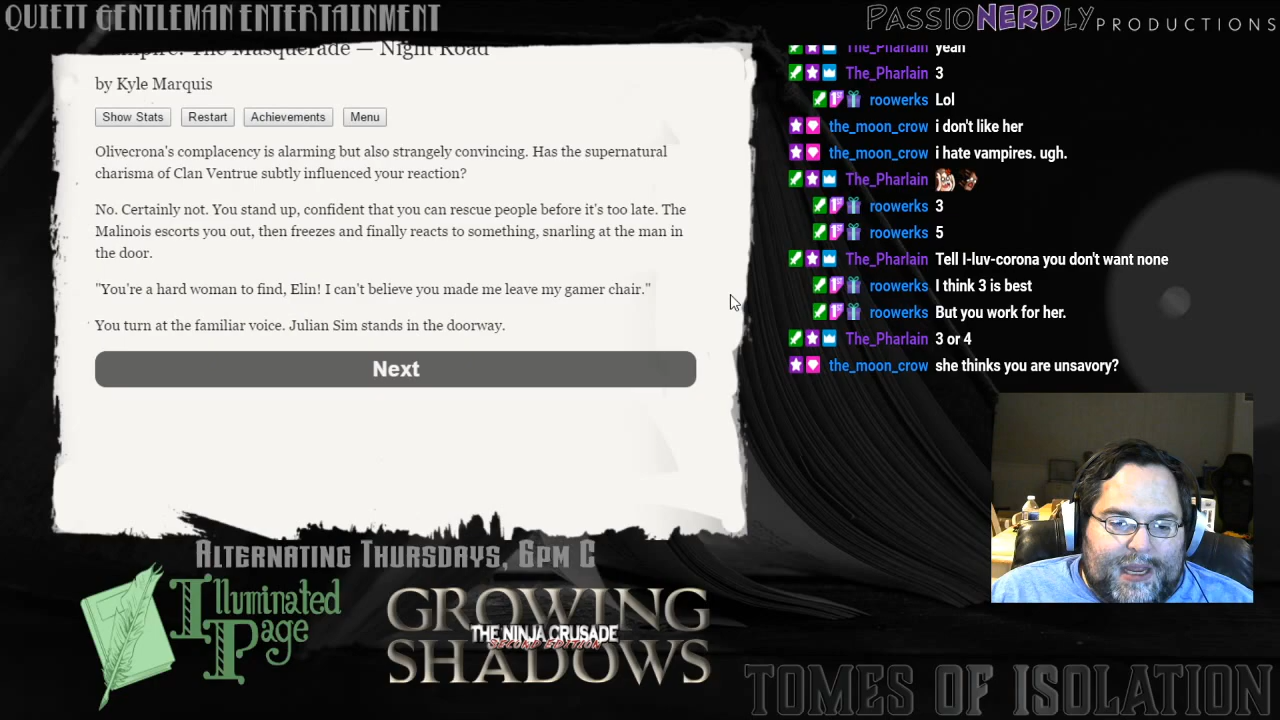 QUIETT GENTLEMAN ENTERTAINMENT
PASSIONERDLY PRODUCTIONS
Vampire: The Masquerade — Night Road
by Kyle Marquis
Show Stats Restart Achievements Menu
Olivecrona's complacency is alarming but also strangely convincing. Has the supernatural
charisma of Clan Ventrue subtly influenced your reaction?
No. Certainly not. You stand up, confident that you can rescue people before it's too late. The
Malinois escorts you out, then freezes and finally reacts to something, snarling at the man in
the door.
"You're a hard woman to find, Elin! I can't believe you made me leave my gamer chair."
You turn at the familiar voice. Julian Sim stands in the doorway.
Next
The_Pharlain yeah
The_Pharlain 3
roowerks Lol
the_moon_crow i don't like her
the_moon_crow i hate vampires. ugh.
The_Pharlain
roowerks 3
roowerks 5
The_Pharlain Tell I-luv-corona you don't want none
roowerks I think 3 is best
roowerks But you work for her.
The_Pharlain 3 or 4
the_moon_crow she thinks you are unsavory?
ALTERNATING THURSDAYS, 6PM C
Illuminated
Page
GROWING
THE NINJA CRUSADE
SECOND EDITION
SHADOWS
TOMES OF ISOLATION